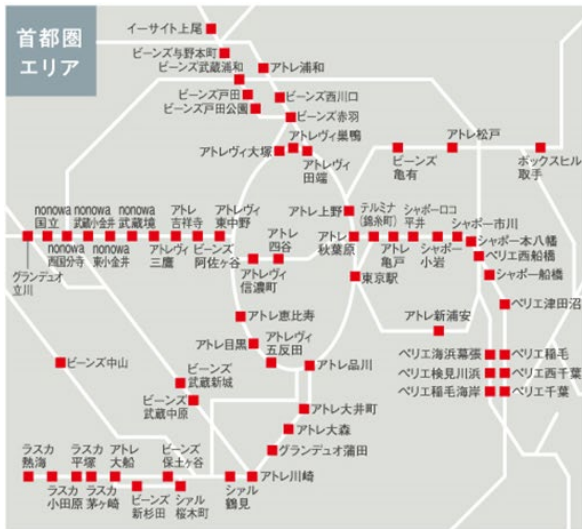 首都圏
エリア
イーサイト上尾
ビーンズ与野本町
ビーンズ武蔵浦和
アトレ浦和
ビーンズ戸田
ビーンズ戸田公園
ビーンズ西川口
ビーンズ赤羽
アトレヴィ巣鴨
アトレヴィ大塚
アトレヴィ
田端
ビーンズ
亀有
アトレ松戸
ボックスヒル
取手
nonowa
国立
nonowa
武蔵小金井
nonowa
武蔵境
アトレ
吉祥寺
アトレヴィ
東中野
アトレ
四谷
アトレ上野
アトレ
秋葉原
テルミナ
(錦糸町)
シャポーロコ
平井
シャポー市川
シャポー本八幡
ペリエ西船橋
シャポー船橋
グランデュオ
立川
nonowa
西国分寺
nonowa
東小金井
アトレヴィ
三鷹
ビーンズ
阿佐ヶ谷
アトレヴィ
信濃町
東京駅
アトレ
亀戸
シャポー
小岩
ペリエ津田沼
アトレ新浦安
アトレ恵比寿
アトレ目黒
アトレヴィ
五反田
アトレ品川
ペリエ海浜幕張
ペリエ稲毛
ペリエ検見川浜
ペリエ西千葉
ペリエ稲毛海岸
ペリエ千葉
ビーンズ中山
ビーンズ
武蔵新城
ビーンズ
武蔵中原
アトレ大井町
アトレ大森
グランデュオ蒲田
ラスカ
熱海
ラスカ
平塚
アトレ
大船
ビーンズ
保土ヶ谷
アトレ川崎
ラスカ
小田原
ラスカ
茅ヶ崎
ビーンズ
新杉田
シァル
桜木町
シァル
鶴見